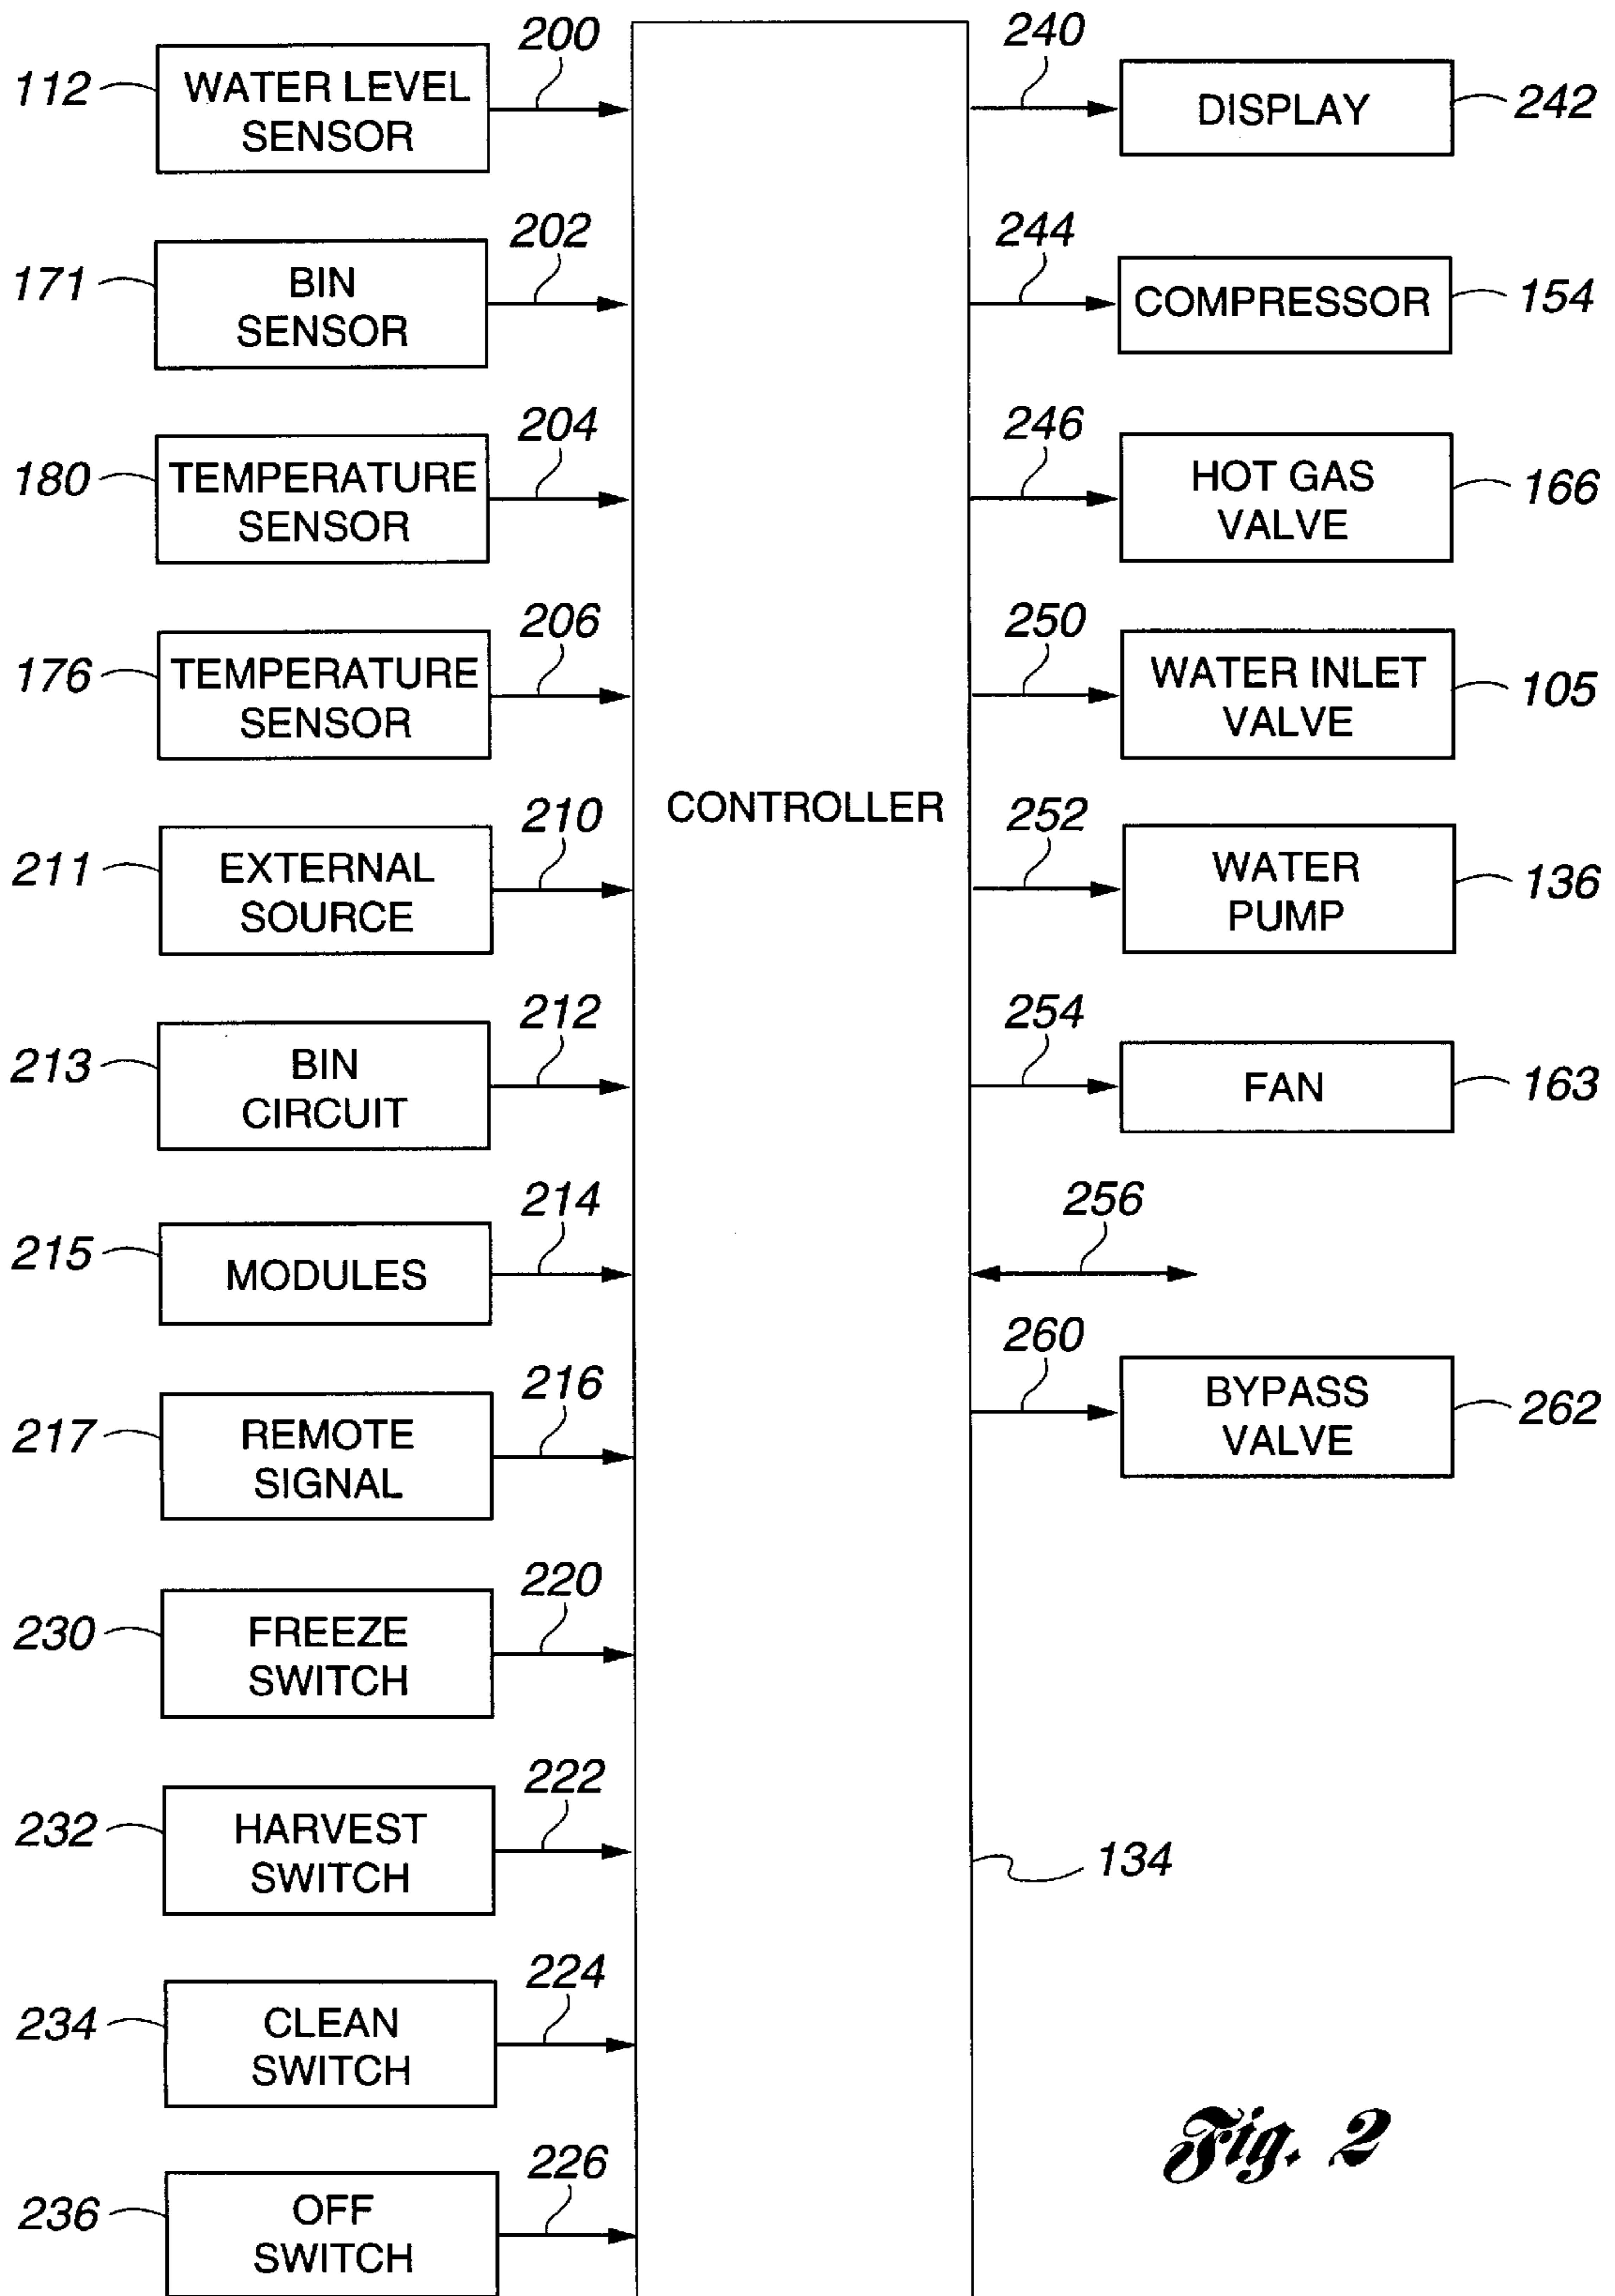 200
112
WATER LEVEL
SENSOR
202
171
BIN
SENSOR
204
180
TEMPERATURE
SENSOR
206
176
TEMPERATURE
SENSOR
210
211
EXTERNAL
SOURCE
212
213
BIN
CIRCUIT
214
215
MODULES
216
217
REMOTE
SIGNAL
220
230
FREEZE
SWITCH
222
232
HARVEST
SWITCH
224
234
CLEAN
SWITCH
226
236
OFF
SWITCH
CONTROLLER
134
240
DISPLAY
242
244
COMPRESSOR
154
246
HOT GAS
VALVE
166
250
WATER INLET
VALVE
105
252
WATER
PUMP
136
254
FAN
163
256
260
BYPASS
VALVE
262
Fig. 2